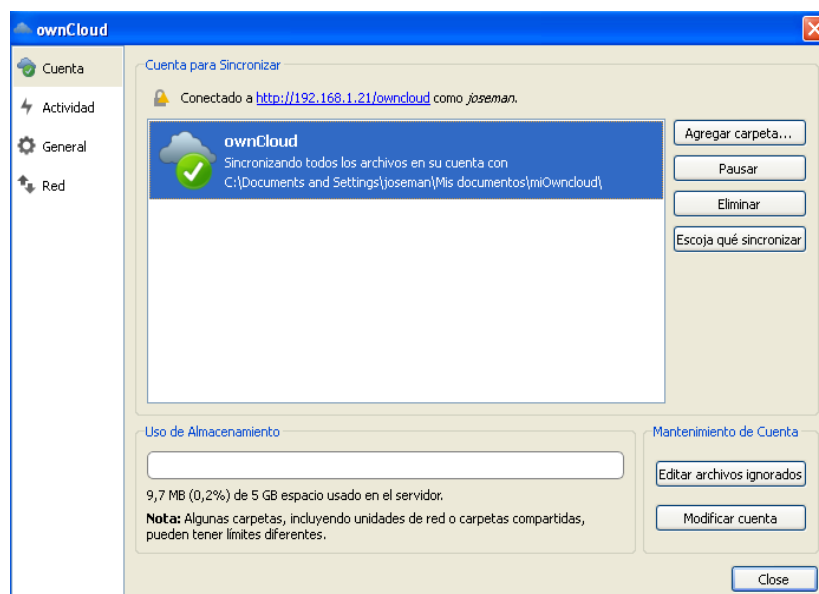 ownCloud
Cuenta
Actividad
General
Red
Cuenta para Sincronizar
Conectado a http://192.168.1.21/owncloud como joseman.
ownCloud
Sincronizando todos los archivos en su cuenta con
C:\Documents and Settings\joseman\Mis documentos\miOwncloud\
Agregar carpeta...
Pausar
Eliminar
Escoja qué sincronizar
Uso de Almacenamiento
9,7 MB (0,2%) de 5 GB espacio usado en el servidor.
Nota: Algunas carpetas, incluyendo unidades de red o carpetas compartidas,
pueden tener límites diferentes.
Mantenimiento de Cuenta
Editar archivos ignorados
Modificar cuenta
Close